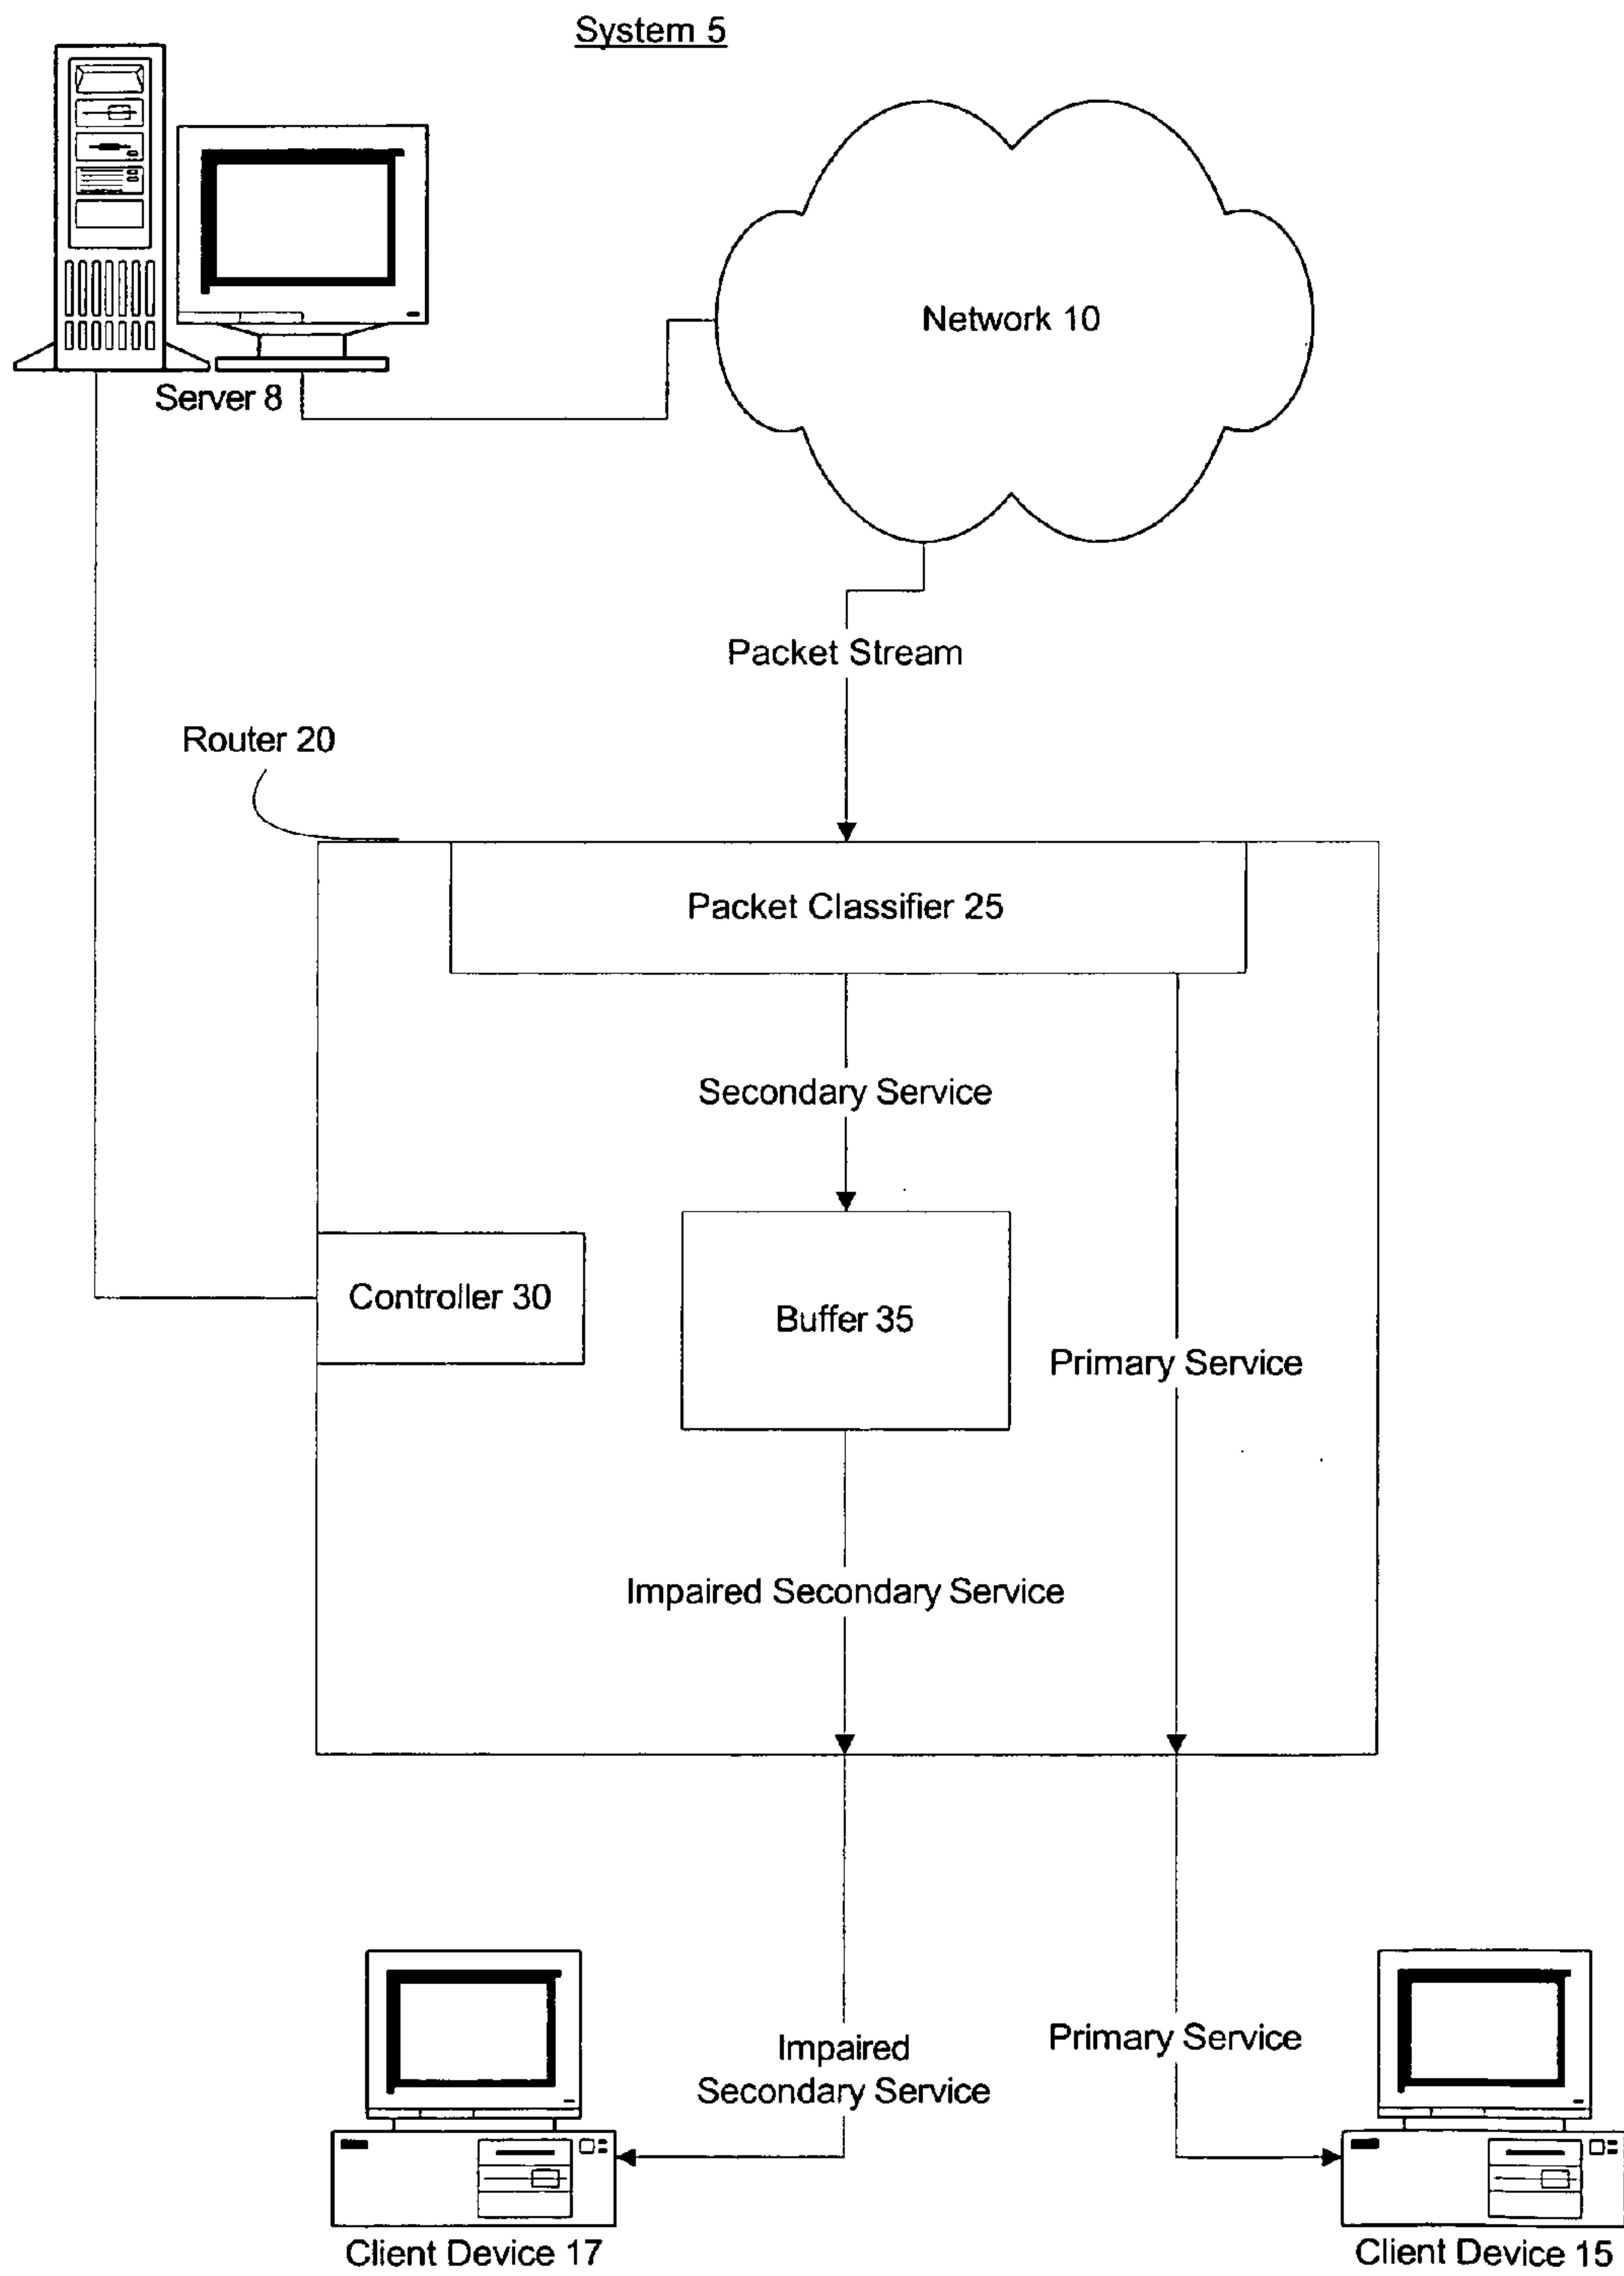 System 5
Network 10
Server 8
Packet Stream
Router 20
Packet Classifier 25
Secondary Service
Controller 30
Buffer 35
Primary Service
Impaired Secondary Service
Impaired
Secondary Service
Primary Service
Client Device 17
Client Device 15